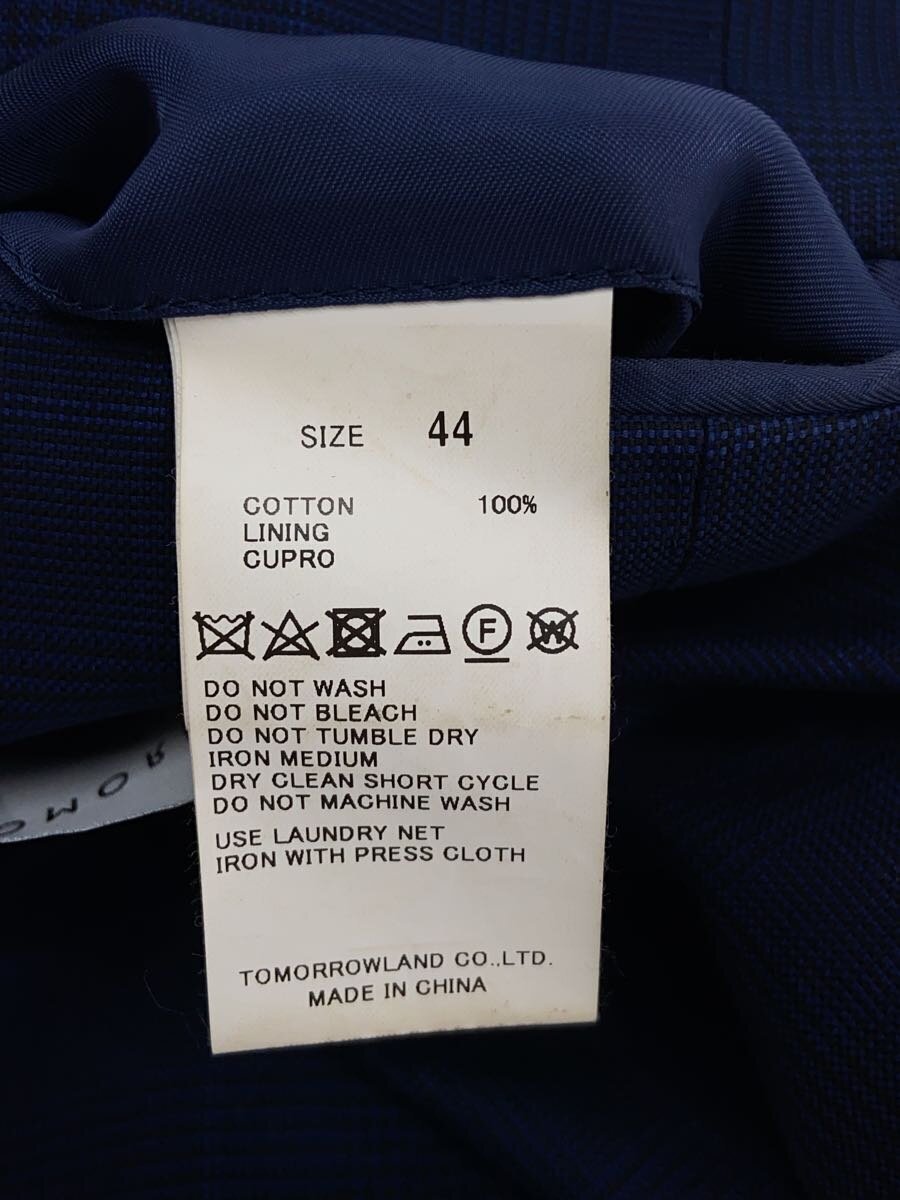 SIZE 44
COTTON 100%
LINING
CUPRO
F W
DO NOT WASH
DO NOT BLEACH
DO NOT TUMBLE DRY
IRON MEDIUM
DRY CLEAN SHORT CYCLE
DO NOT MACHINE WASH
USE LAUNDRY NET
IRON WITH PRESS CLOTH
TOMORROWLAND CO.,LTD.
MADE IN CHINA
TOMOR